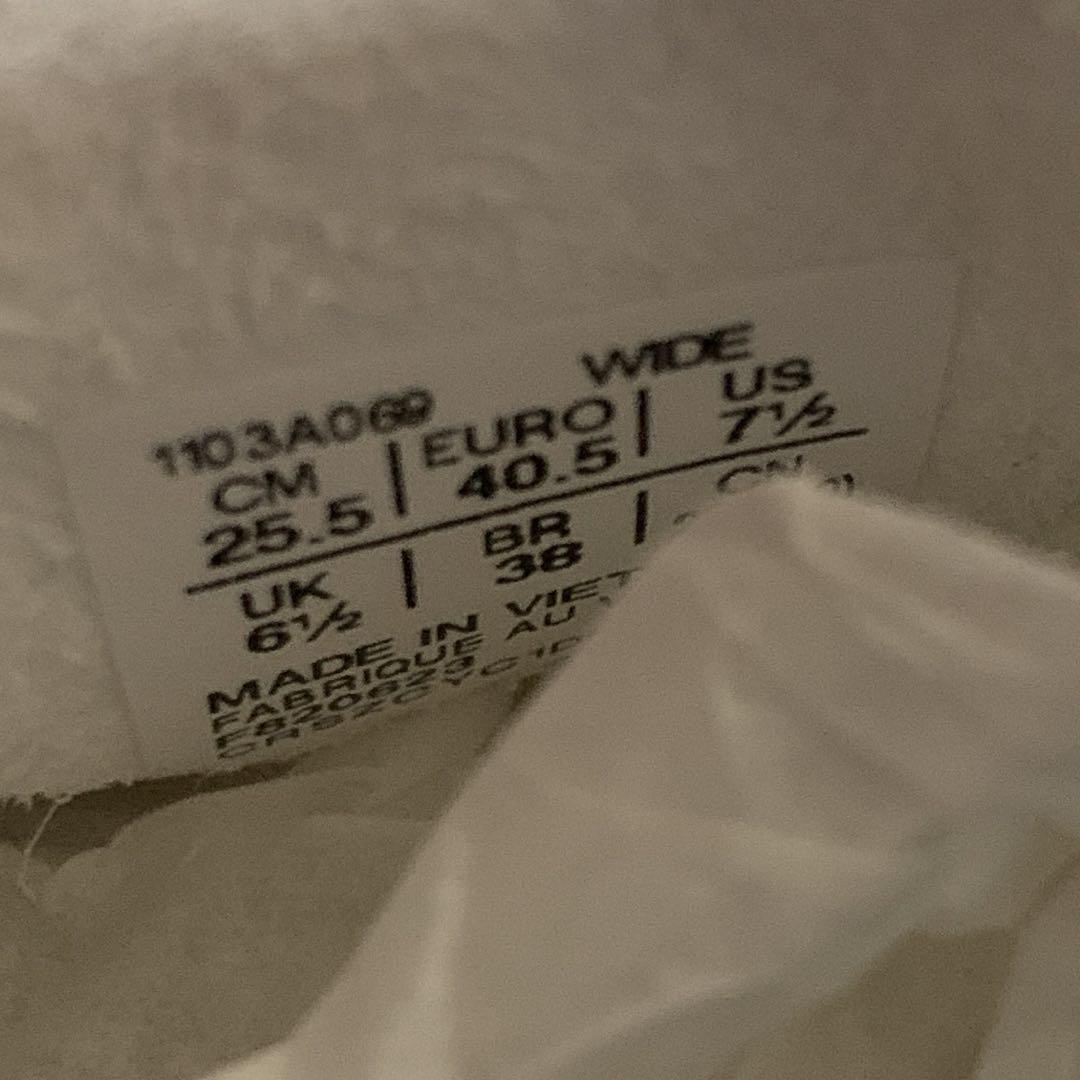 WIDE
1103A069
CM | EURO | US
25.5 | 40.5 | 7½
UK | BR |
6½ | 38
MADE IN
FABRIQUE AU
F820623